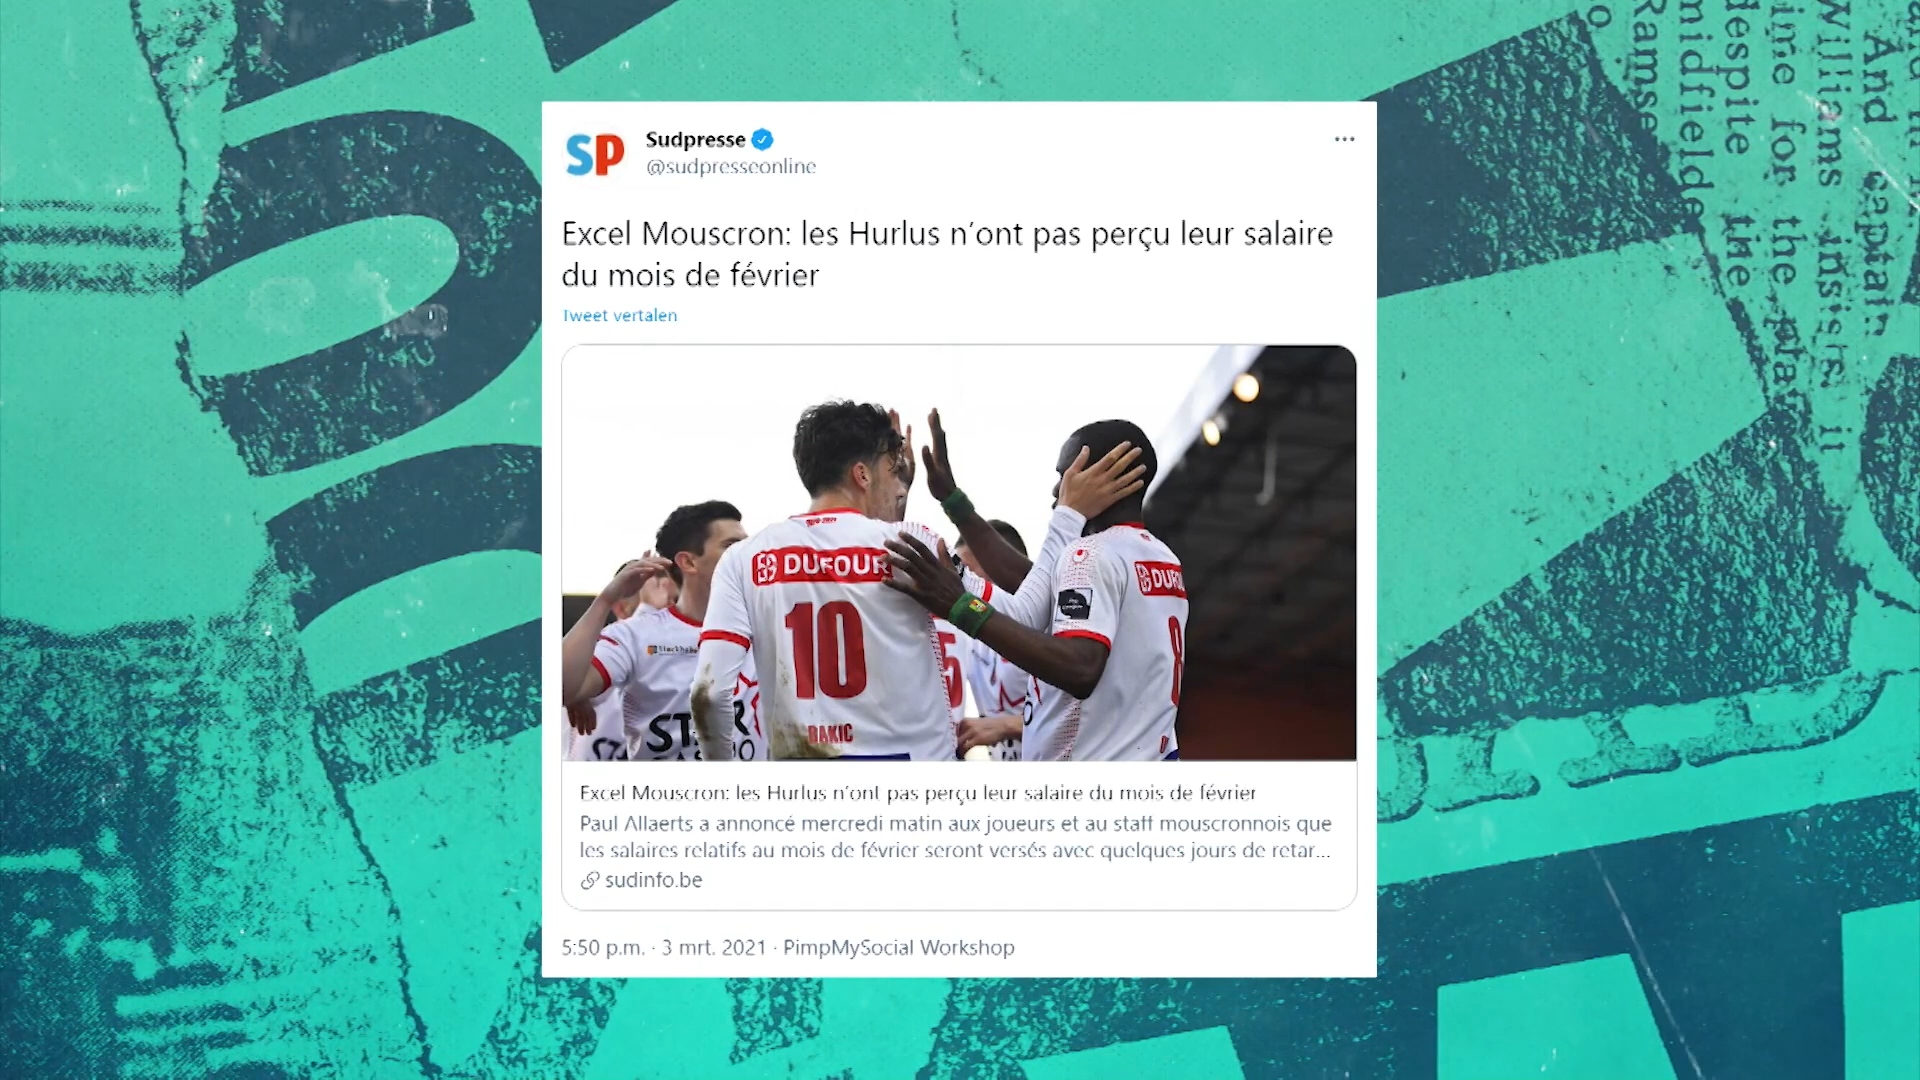 SP
Sudpresse
@sudpresseonline
Excel Mouscron: les Hurlus n’ont pas perçu leur salaire
du mois de février
Tweet vertalen
DUFOUR
10
BAKIC
5
DUFO
8
Excel Mouscron: les Hurlus n’ont pas perçu leur salaire du mois de février
Paul Allaerts a annoncé mercredi matin aux joueurs et au staff mouscronnois que
les salaires relatifs au mois de février seront versés avec quelques jours de retar...
sudinfo.be
5:50 p.m. · 3 mrt. 2021 · PimpMySocial Workshop
And captain
Williams insists it
time for the
despite the
midfielde
Ramse